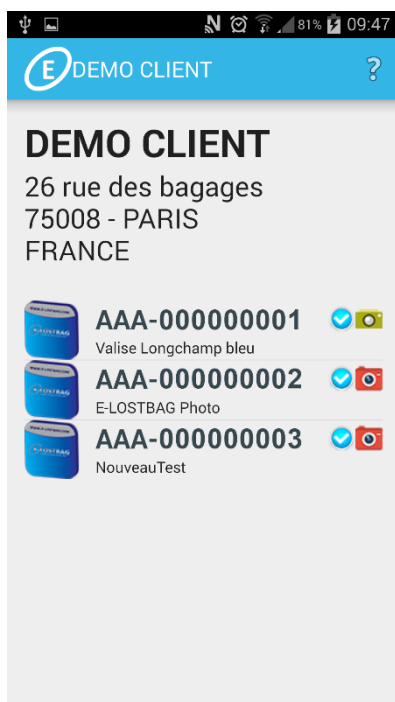 81% 09:47
E DEMO CLIENT ?
DEMO CLIENT
26 rue des bagages
75008 - PARIS
FRANCE
AAA-000000001
Valise Longchamp bleu
AAA-000000002
E-LOSTBAG Photo
AAA-000000003
NouveauTest